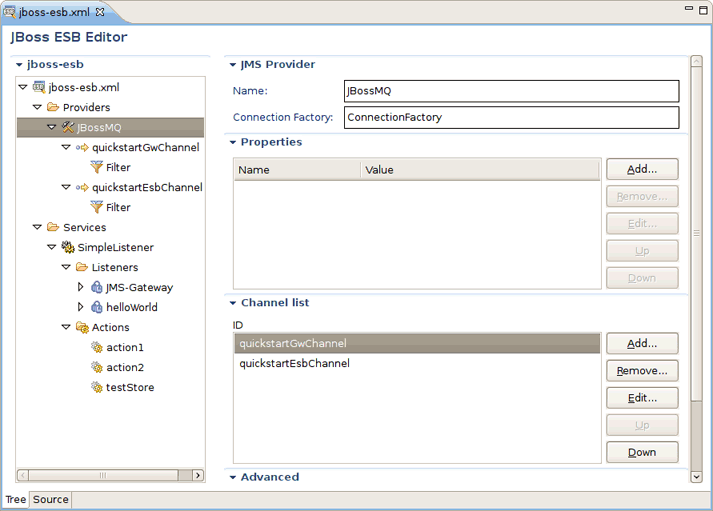 jboss-esb.xml
JBoss ESB Editor
jboss-esb
jboss-esb.xml
Providers
JBossMQ
quickstartGwChannel
Filter
quickstartEsbChannel
Filter
Services
SimpleListener
Listeners
JMS-Gateway
helloWorld
Actions
action1
action2
testStore
JMS Provider
Name: JBossMQ
Connection Factory: ConnectionFactory
Properties
Name Value
Add...
Remove...
Edit...
Up
Down
Channel list
ID
quickstartGwChannel
quickstartEsbChannel
Add...
Remove...
Edit...
Up
Down
Advanced
Tree Source